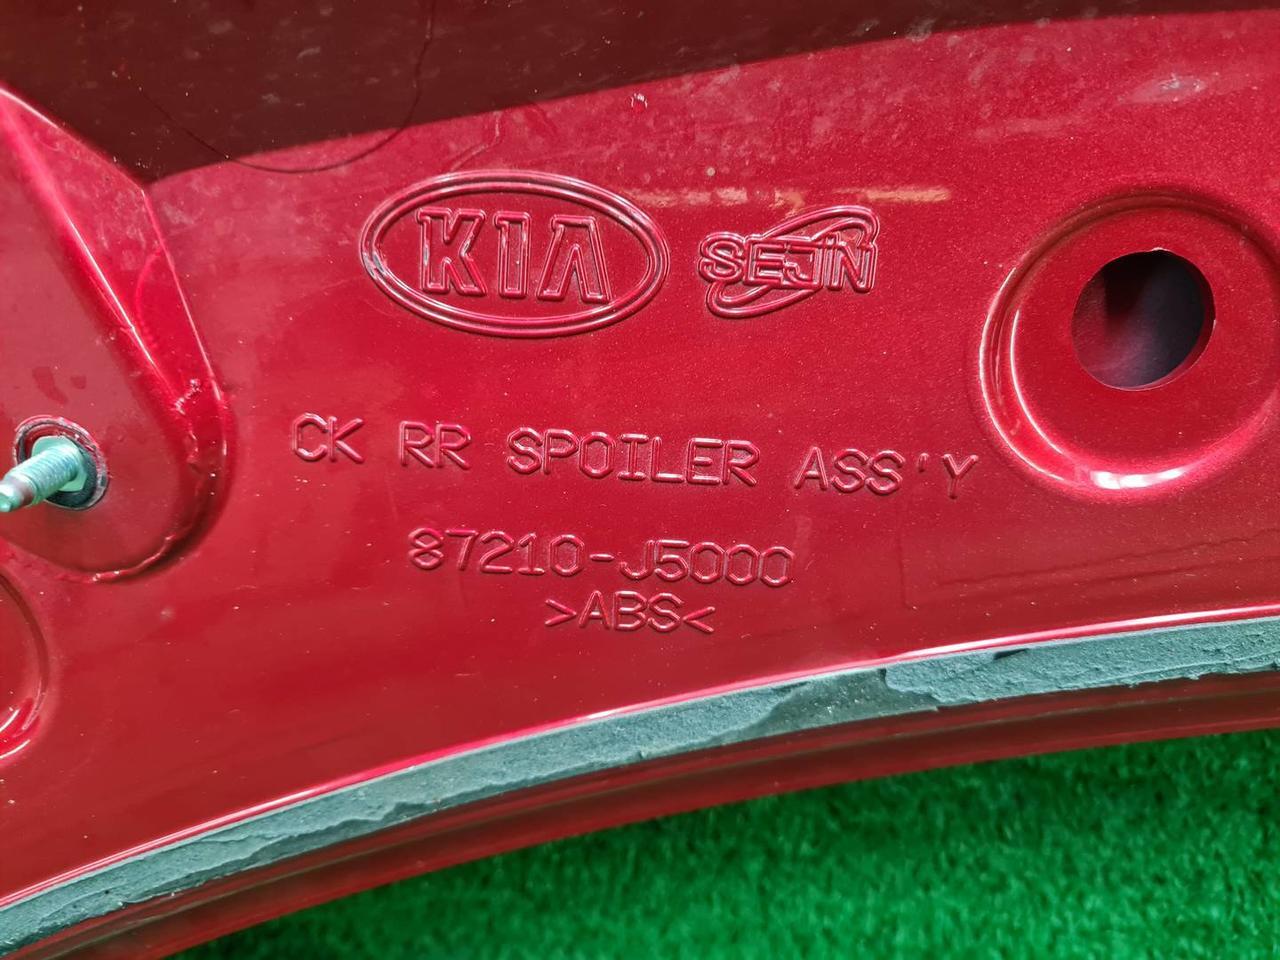 KIA SEJIN
CK RR SPOILER ASS'Y
87210-J5000
>ABS<